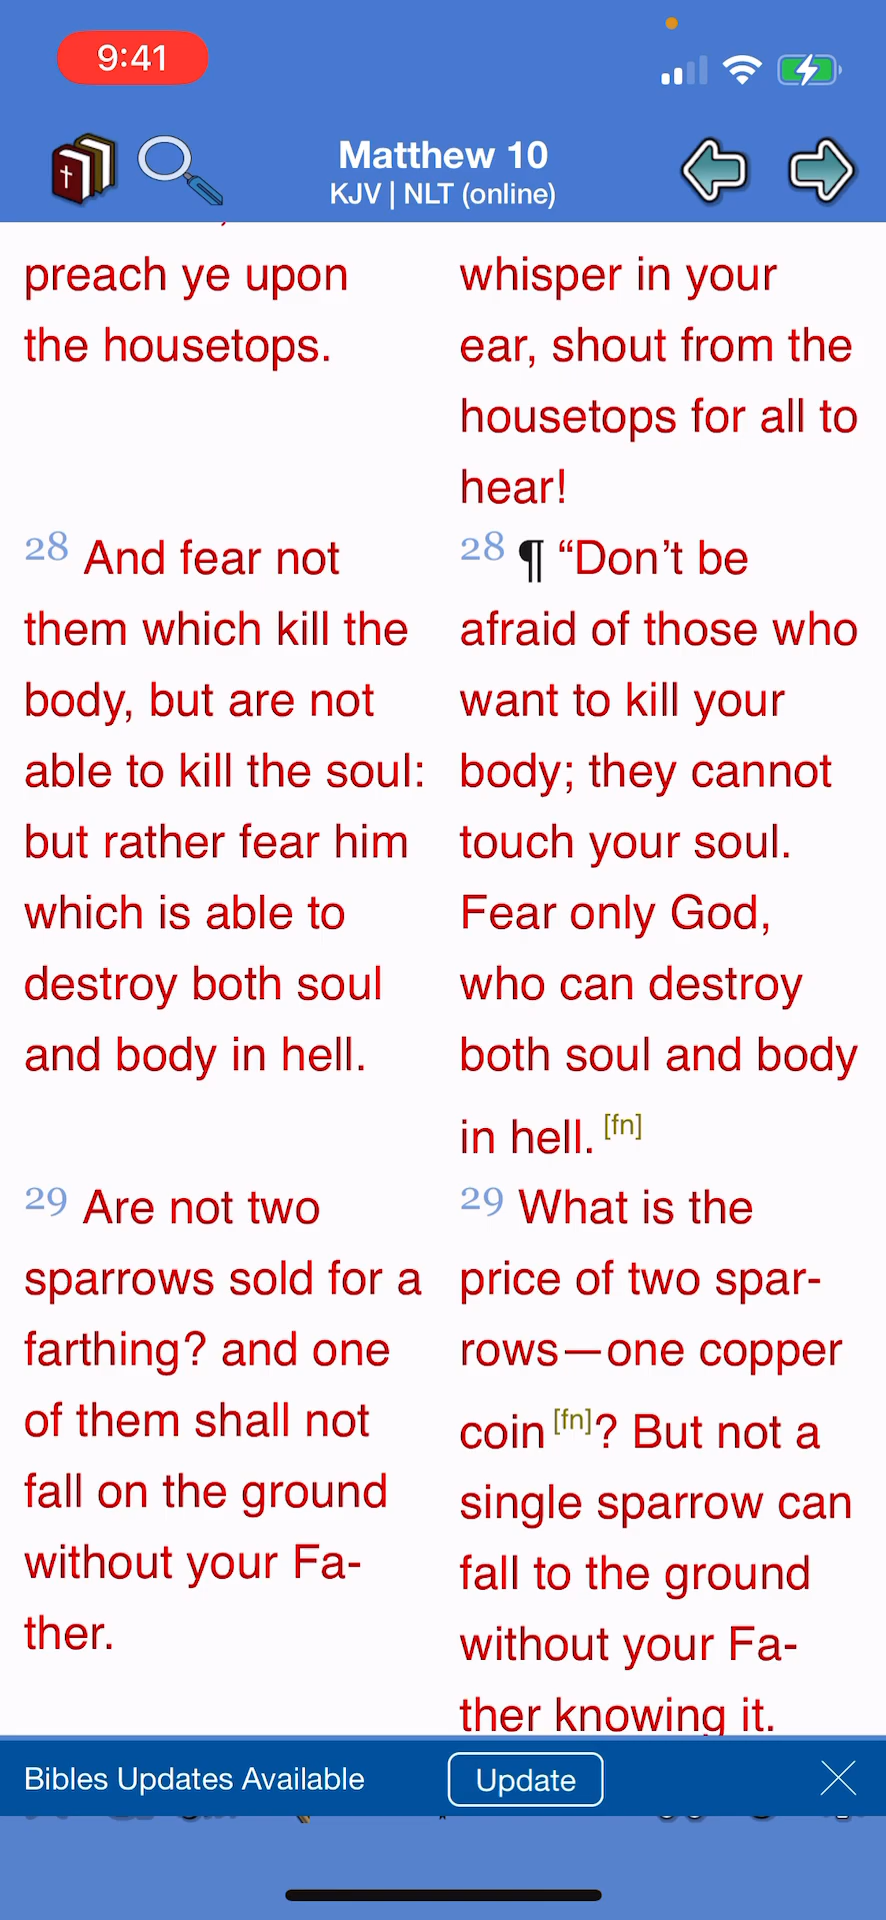 9:41
Matthew 10
KJV | NLT (online)
preach ye upon
the housetops.
28 And fear not
them which kill the
body, but are not
able to kill the soul:
but rather fear him
which is able to
destroy both soul
and body in hell.
29 Are not two
sparrows sold for a
farthing? and one
of them shall not
fall on the ground
without your Fa-
ther.
whisper in your
ear, shout from the
housetops for all to
hear!
28 ¶ “Don’t be
afraid of those who
want to kill your
body; they cannot
touch your soul.
Fear only God,
who can destroy
both soul and body
in hell. [fn]
29 What is the
price of two spar-
rows—one copper
coin [fn]? But not a
single sparrow can
fall to the ground
without your Fa-
ther knowing it.
Bibles Updates Available
Update